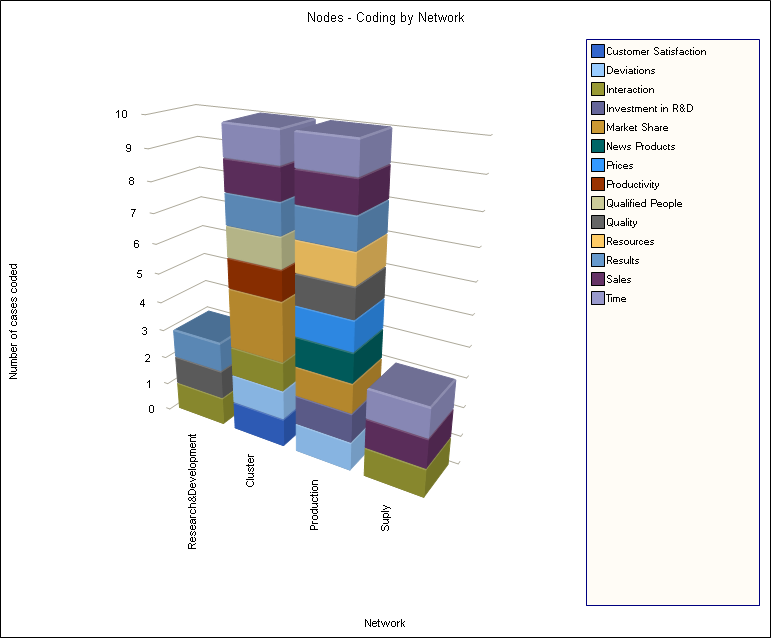 Nodes - Coding by Network
Customer Satisfaction
Deviations
Interaction
Investment in R&D
Market Share
News Products
Prices
Productivity
Qualified People
Quality
Resources
Results
Sales
Time
Number of cases coded
10
9
8
7
6
5
4
3
2
1
0
Research&Development
Cluster
Production
Suply
Network